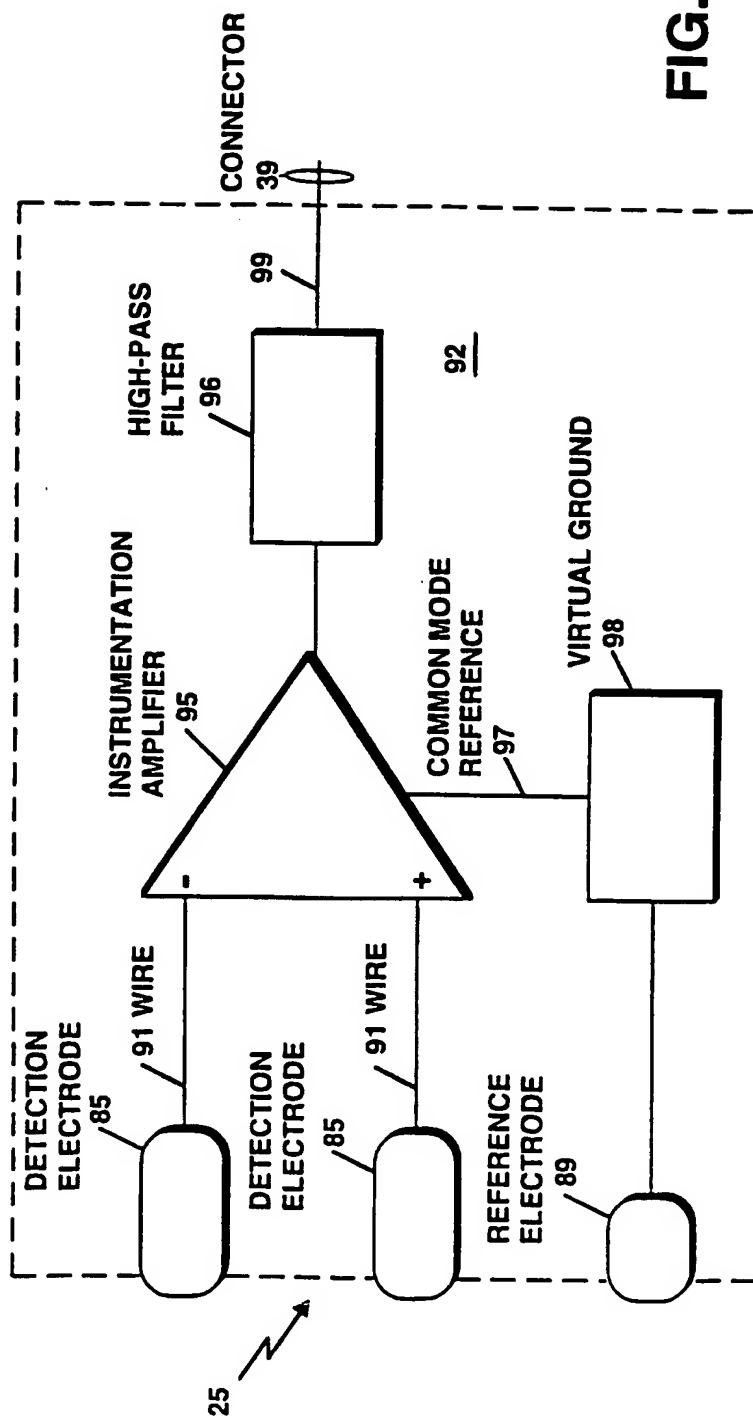 DETECTION
ELECTRODE
85
91 WIRE
-
INSTRUMENTATION
AMPLIFIER
95
HIGH-PASS
FILTER
96
99
CONNECTOR
39
25
DETECTION
ELECTRODE
85
91 WIRE
+
COMMON MODE
REFERENCE
97
92
REFERENCE
ELECTRODE
89
VIRTUAL GROUND
98
FIG.